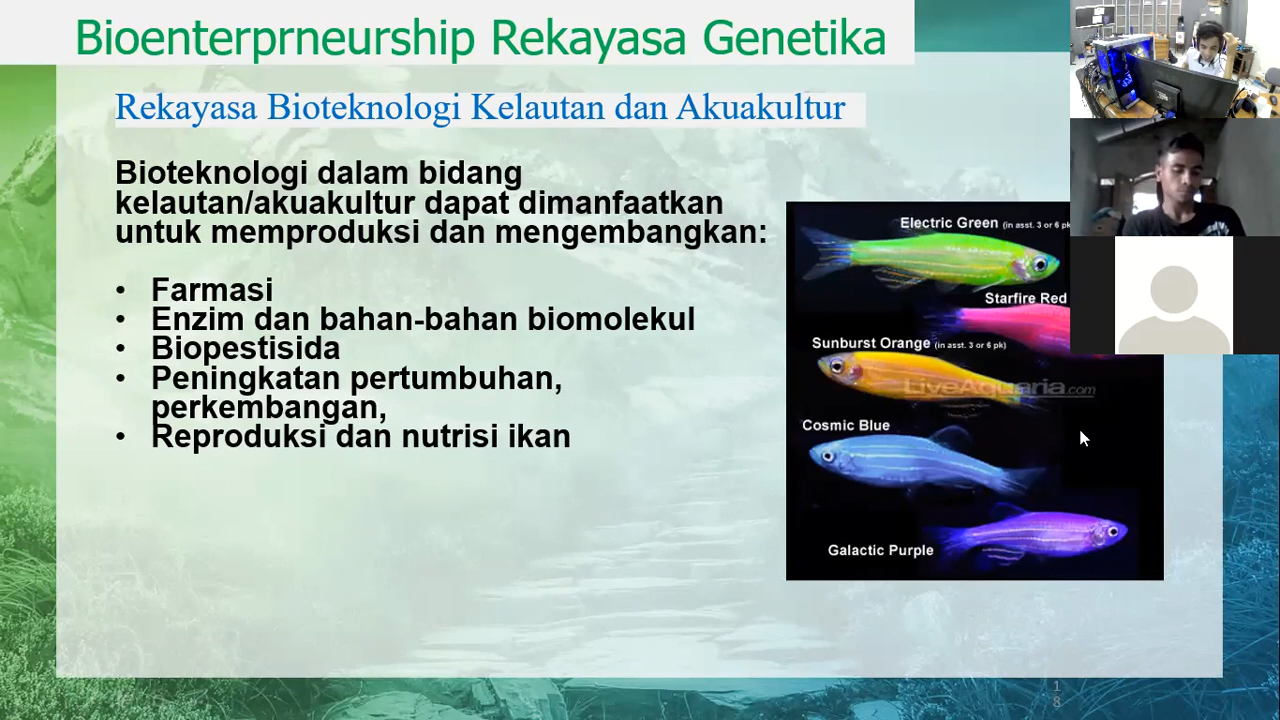 Bioenterprneurship Rekayasa Genetika
Rekayasa Bioteknologi Kelautan dan Akuakultur
Bioteknologi dalam bidang
kelautan/akuakultur dapat dimanfaatkan
untuk memproduksi dan mengembangkan:
• Farmasi
• Enzim dan bahan-bahan biomolekul
• Biopestisida
• Peningkatan pertumbuhan,
perkembangan,
• Reproduksi dan nutrisi ikan
Electric Green (in asst. 3 or 6 pk
Starfire Red
Sunburst Orange (in asst. 3 or 6 pk)
LiveAquaria.com
Cosmic Blue
Galactic Purple
18